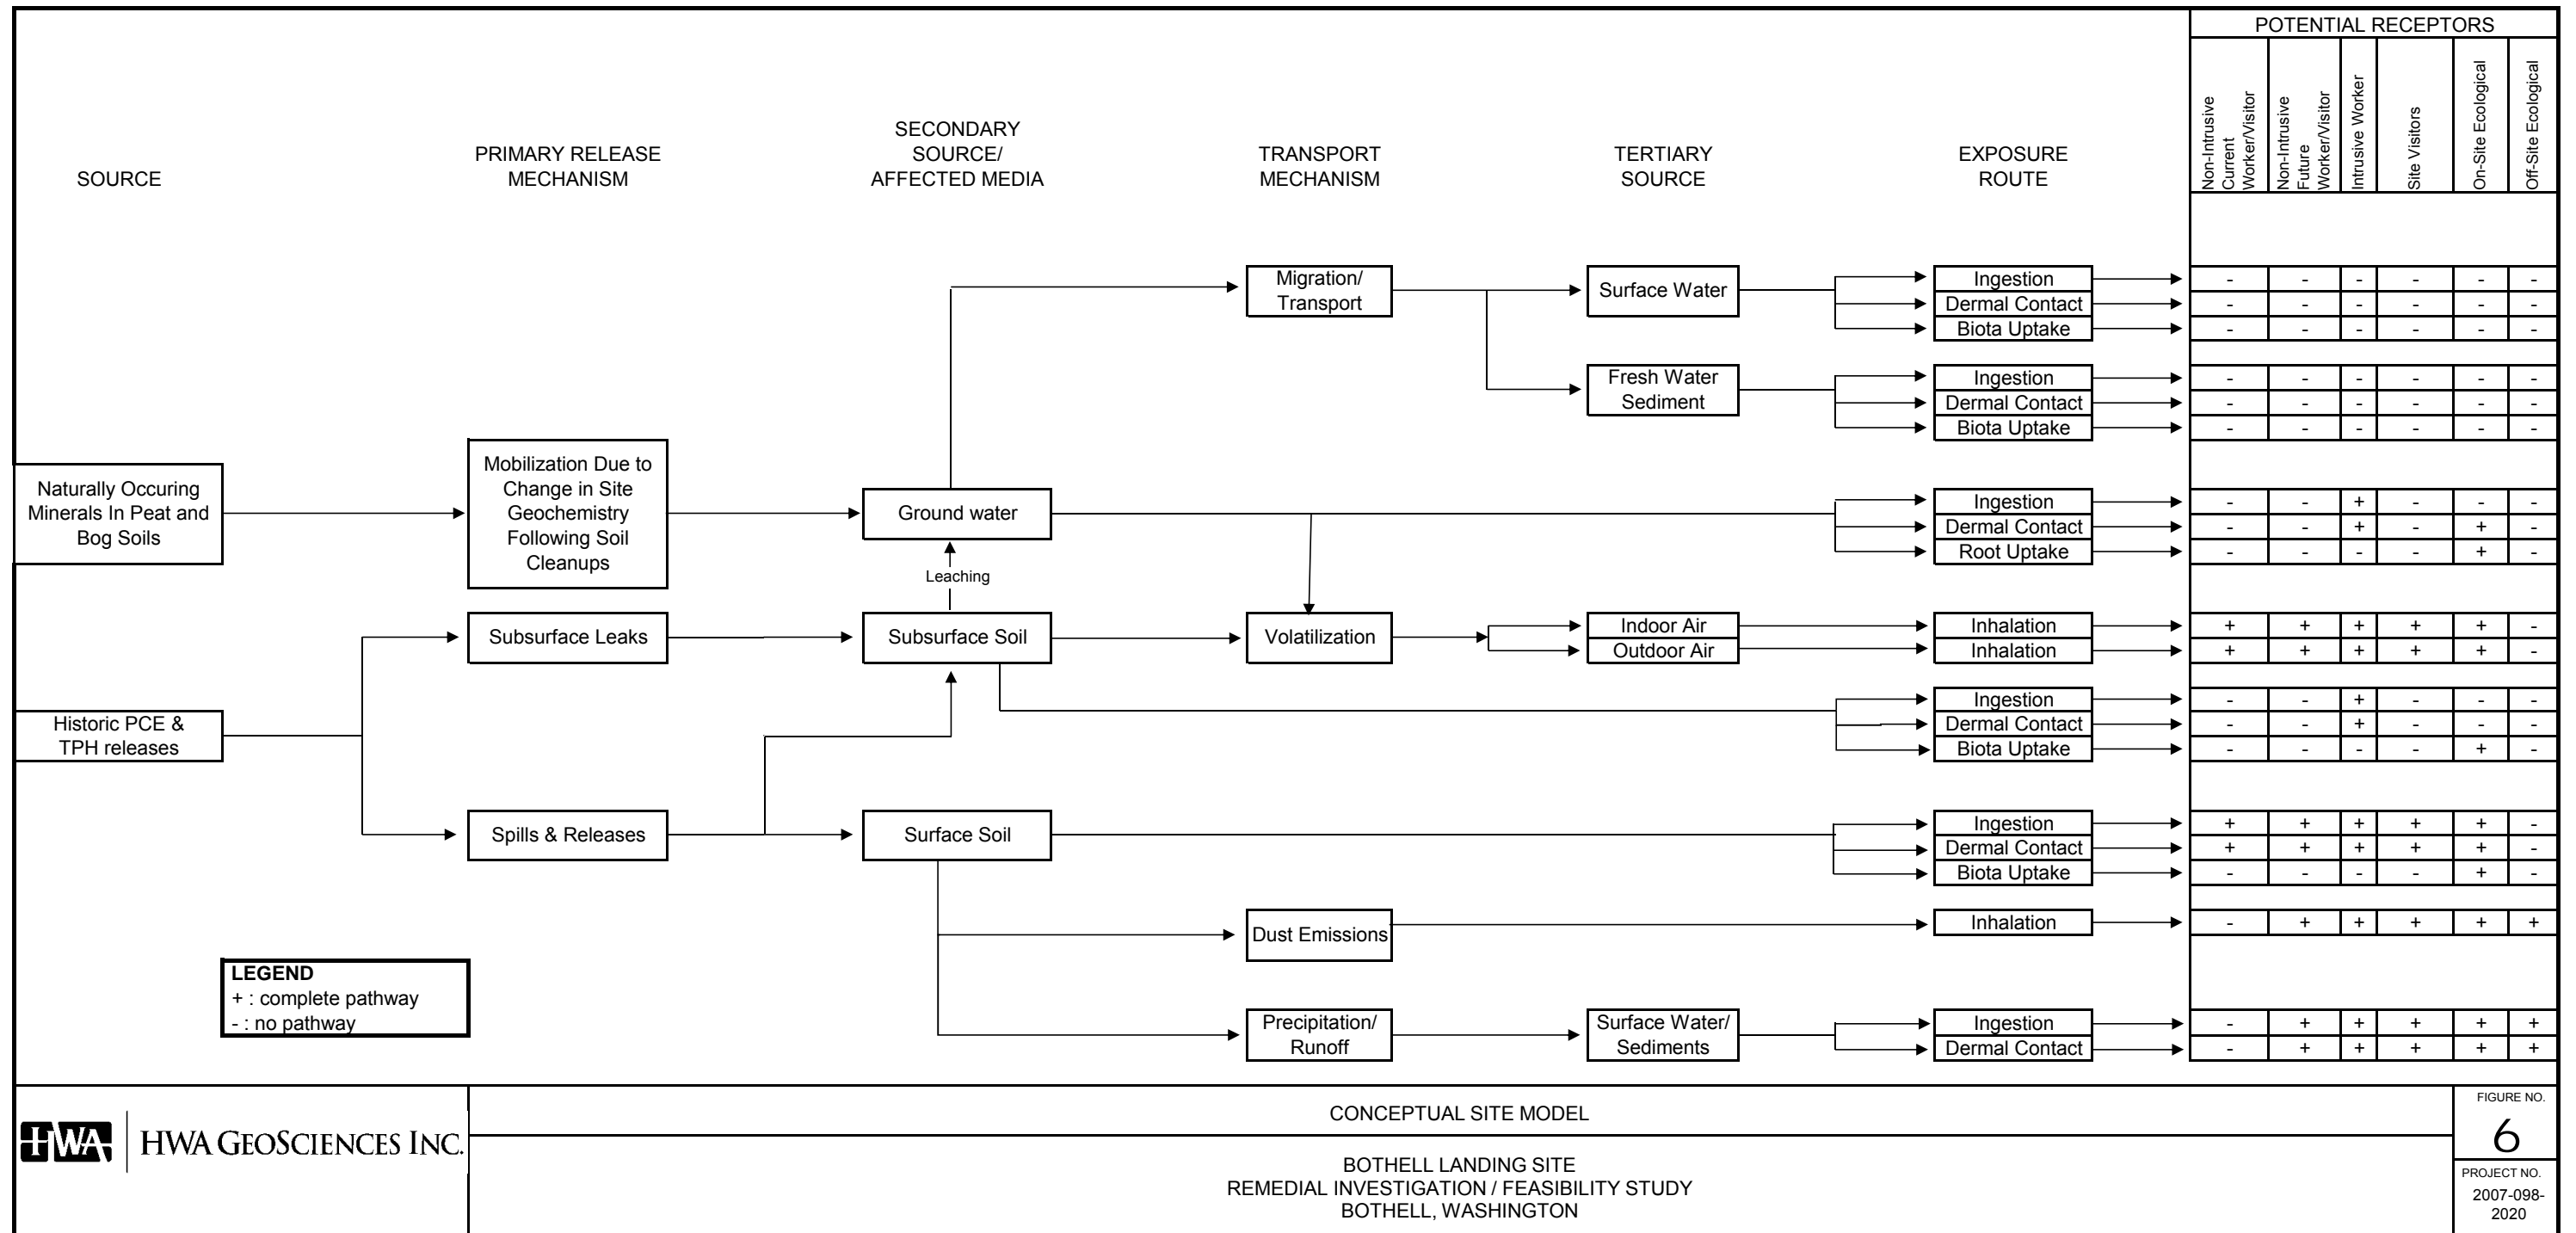 POTENTIAL RECEPTORS
Non-Intrusive
Current
Worker/Visitor
Non-Intrusive
Future
Worker/Visitor
Intrusive Worker
Site Visitors
On-Site Ecological
Off-Site Ecological
SOURCE
PRIMARY RELEASE
MECHANISM
SECONDARY
SOURCE/
AFFECTED MEDIA
TRANSPORT
MECHANISM
TERTIARY
SOURCE
EXPOSURE
ROUTE
Migration/
Transport
Surface Water
Ingestion - - - - - -
Dermal Contact - - - - - -
Biota Uptake - - - - - -
Fresh Water
Sediment
Ingestion - - - - - -
Dermal Contact - - - - - -
Biota Uptake - - - - - -
Naturally Occuring
Minerals In Peat and
Bog Soils
Mobilization Due to
Change in Site
Geochemistry
Following Soil
Cleanups
Ground water
Ingestion - - + - - -
Dermal Contact - - + - + -
Root Uptake - - - - + -
Leaching
Subsurface Leaks
Subsurface Soil
Volatilization
Indoor Air
Inhalation + + + + + -
Outdoor Air
Inhalation + + + + + -
Historic PCE &
TPH releases
Ingestion - - + - - -
Dermal Contact - - + - - -
Biota Uptake - - - - + -
Spills & Releases
Surface Soil
Ingestion + + + + + -
Dermal Contact + + + + + -
Biota Uptake - - - - + -
Dust Emissions
Inhalation - + + + + +
LEGEND
+ : complete pathway
- : no pathway
Precipitation/
Runoff
Surface Water/
Sediments
Ingestion - + + + + +
Dermal Contact - + + + + +
HWA
HWA GEOSCIENCES INC.
CONCEPTUAL SITE MODEL
BOTHELL LANDING SITE
REMEDIAL INVESTIGATION / FEASIBILITY STUDY
BOTHELL, WASHINGTON
FIGURE NO.
6
PROJECT NO.
2007-098-
2020